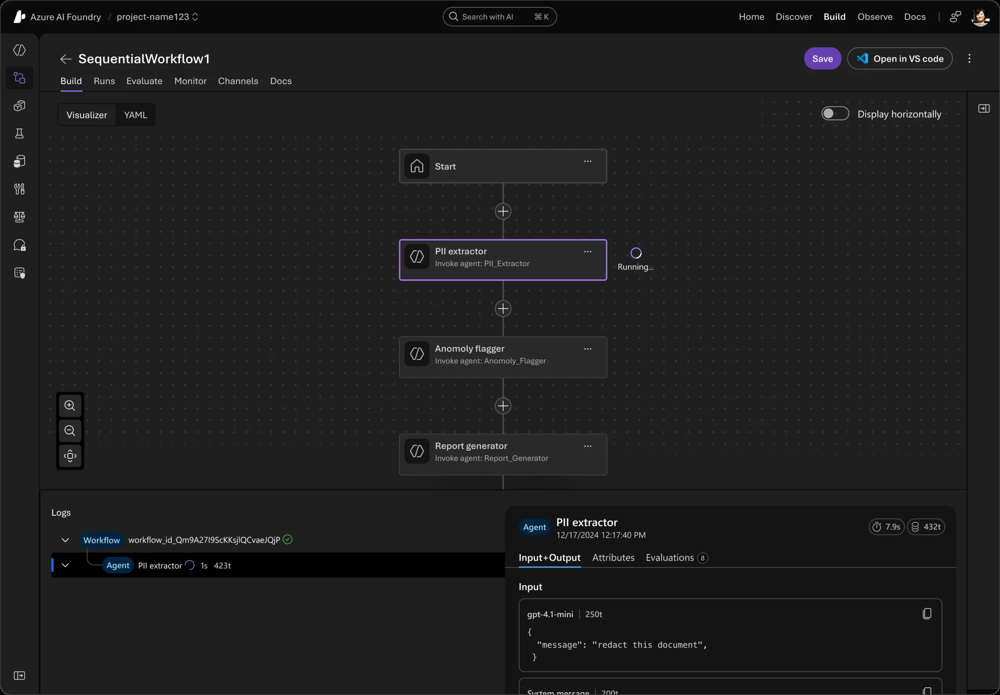 Azure AI Foundry / project-name123
Search with AI ⌘ K
Home Discover Build Observe Docs
SequentialWorkflow1
Save
Open in VS code
Build Runs Evaluate Monitor Channels Docs
Visualizer YAML
Display horizontally
Start
PII extractor
Invoke agent: PII_Extractor
Running...
Anomoly flagger
Invoke agent: Anomoly_Flagger
Report generator
Invoke agent: Report_Generator
Logs
Workflow workflow_id_Qm9A27I9ScKKsjlQCvaeJQjP
Agent PII extractor 1s 423t
Agent PII extractor
12/17/2024 12:17:40 PM
7.9s 432t
Input+Output Attributes Evaluations 8
Input
gpt-4.1-mini | 250t
{
"message": "redact this document",
}
System message | 200t